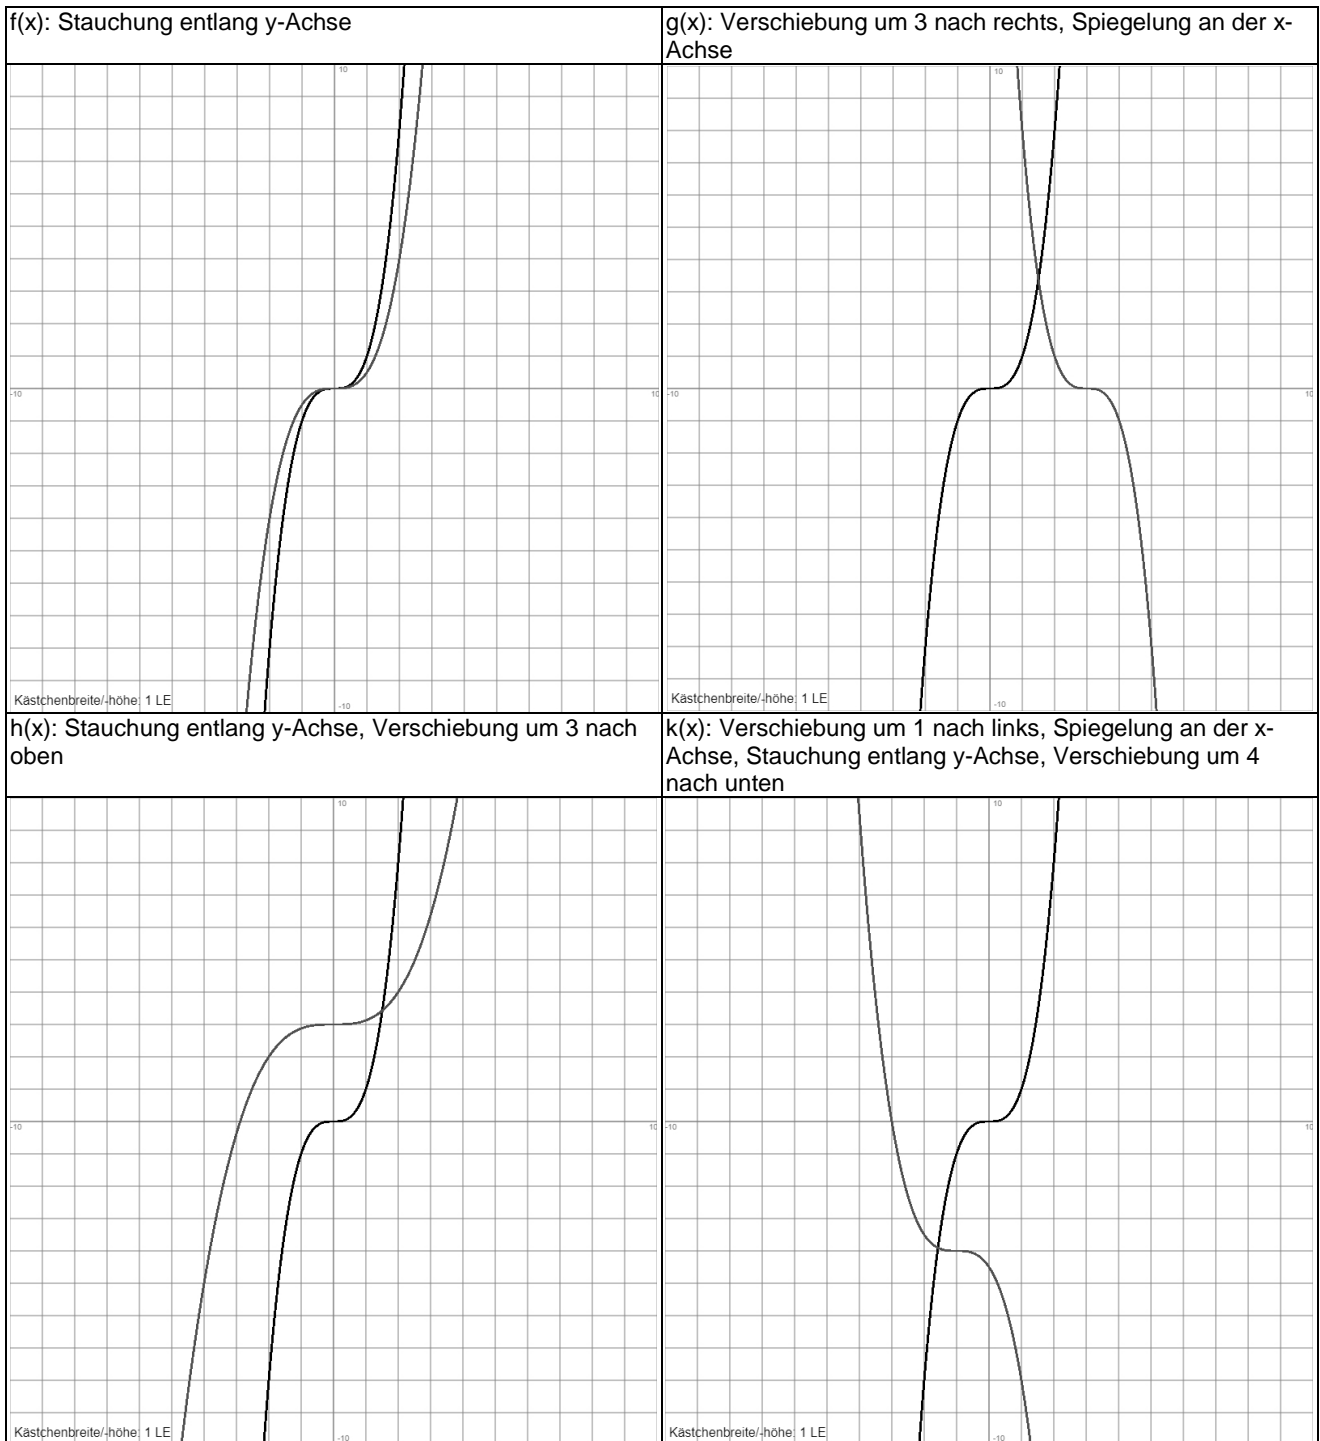 f(x): Stauchung entlang y-Achse
g(x): Verschiebung um 3 nach rechts, Spiegelung an der x-
Achse
10
-10
10
-10
Kästchenbreite/-höhe: 1 LE
10
-10
10
-10
Kästchenbreite/-höhe: 1 LE
h(x): Stauchung entlang y-Achse, Verschiebung um 3 nach
oben
k(x): Verschiebung um 1 nach links, Spiegelung an der x-
Achse, Stauchung entlang y-Achse, Verschiebung um 4
nach unten
10
-10
10
-10
Kästchenbreite/-höhe: 1 LE
10
-10
10
-10
Kästchenbreite/-höhe: 1 LE